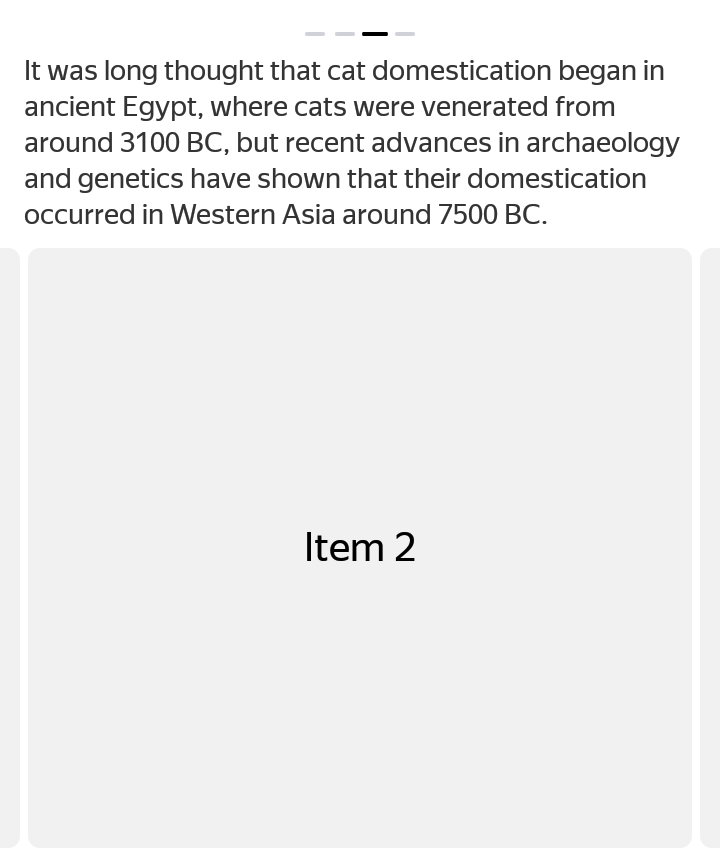 It was long thought that cat domestication began in
ancient Egypt, where cats were venerated from
around 3100 BC, but recent advances in archaeology
and genetics have shown that their domestication
occurred in Western Asia around 7500 BC.
Item 2